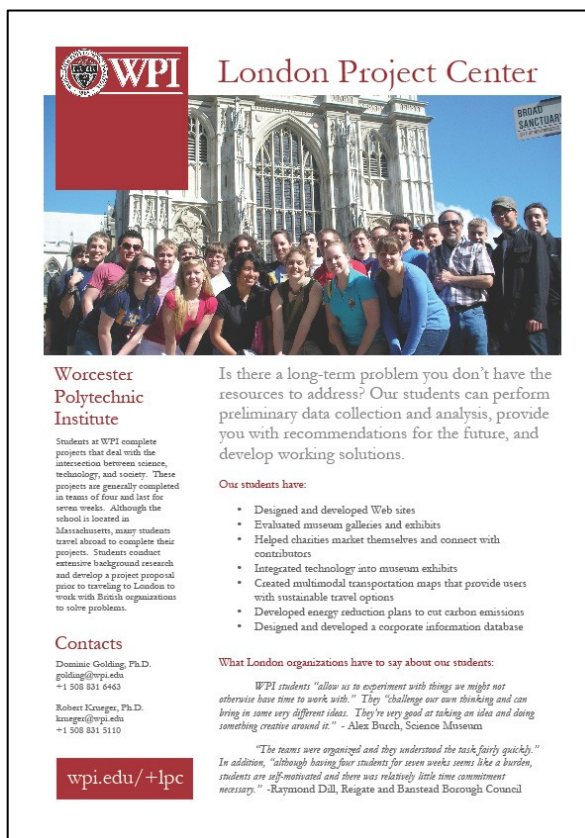 WPI
London Project Center
BROAD
SANCTUARY
Worcester
Polytechnic
Institute
Students at WPI complete
projects that deal with the
intersection between science,
technology, and society. These
projects are generally completed
in teams of four and last for
seven weeks. Although the
school is located in
Massachusetts, many students
travel abroad to complete their
projects. Students conduct
extensive background research
and develop a project proposal
prior to traveling to London to
work with British organizations
to solve problems.
Contacts
Dominic Golding, Ph.D.
golding@wpi.edu
+1 508 831 6463
Robert Krueger, Ph.D.
krueger@wpi.edu
+1 508 831 5110
wpi.edu/+lpc
Is there a long-term problem you don't have the
resources to address? Our students can perform
preliminary data collection and analysis, provide
you with recommendations for the future, and
develop working solutions.
Our students have:
• Designed and developed Web sites
• Evaluated museum galleries and exhibits
• Helped charities market themselves and connect with
contributors
• Integrated technology into museum exhibits
• Created multimodal transportation maps that provide users
with sustainable travel options
• Developed energy reduction plans to cut carbon emissions
• Designed and developed a corporate information database
What London organizations have to say about our students:
WPI students "allow us to experiment with things we might not
otherwise have time to work with." They "challenge our own thinking and can
bring in some very different ideas. They're very good at taking an idea and doing
something creative around it." - Alex Burch, Science Museum
"The teams were organized and they understood the task fairly quickly."
In addition, "although having four students for seven weeks seems like a burden,
students are self-motivated and there was relatively little time commitment
necessary." -Raymond Dill, Reigate and Banstead Borough Council